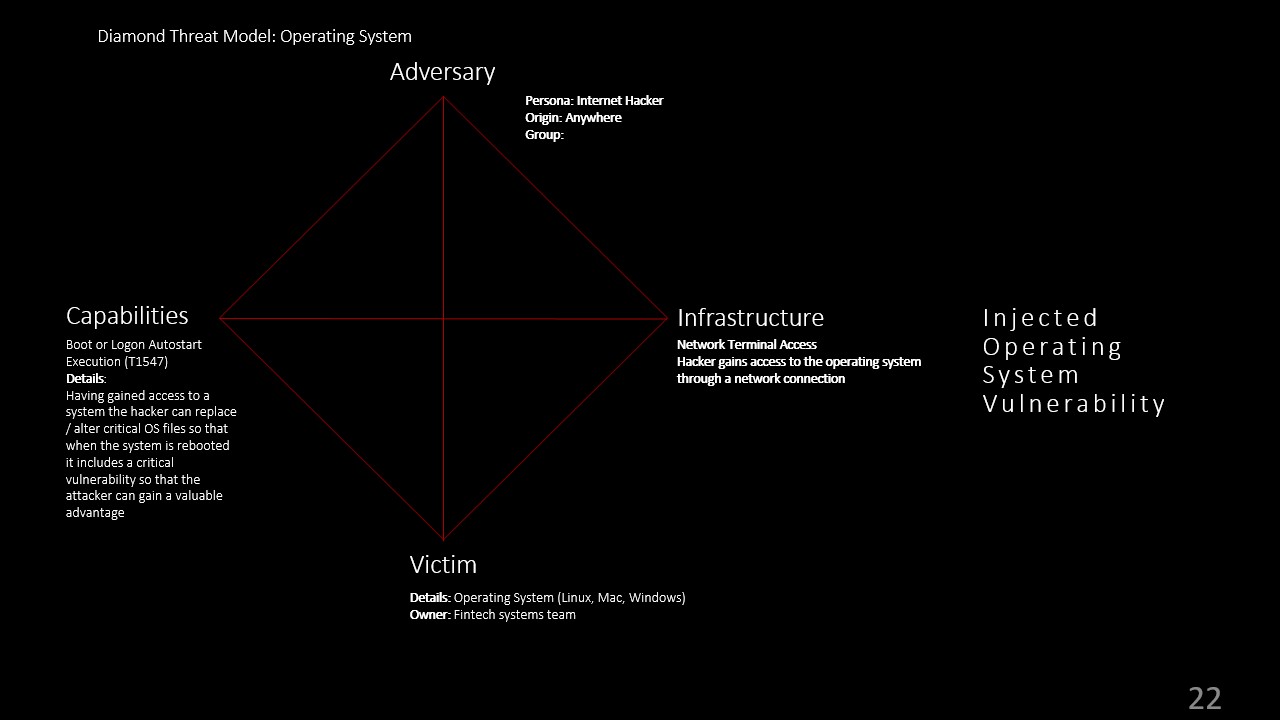 Diamond Threat Model: Operating System
Adversary
Persona: Internet Hacker
Origin: Anywhere
Group:
Capabilities
Boot or Logon Autostart
Execution (T1547)
Details:
Having gained access to a
system the hacker can replace
/ alter critical OS files so that
when the system is rebooted
it includes a critical
vulnerability so that the
attacker can gain a valuable
advantage
Infrastructure
Network Terminal Access
Hacker gains access to the operating system
through a network connection
Injected
Operating
System
Vulnerability
Victim
Details: Operating System (Linux, Mac, Windows)
Owner: Fintech systems team
22